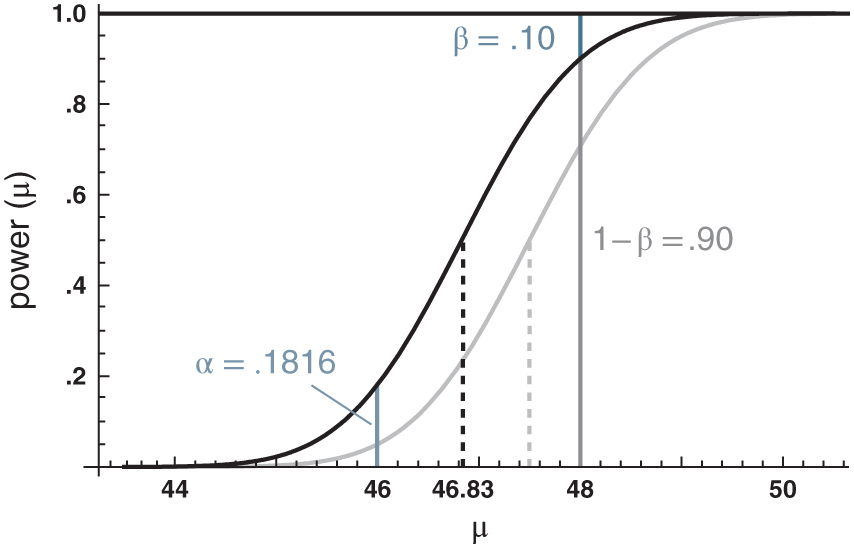 1.0
β = .10
.8
.6
power (μ)
1−β = .90
.4
α = .1816
.2
44 46 46.83 48 50
μ